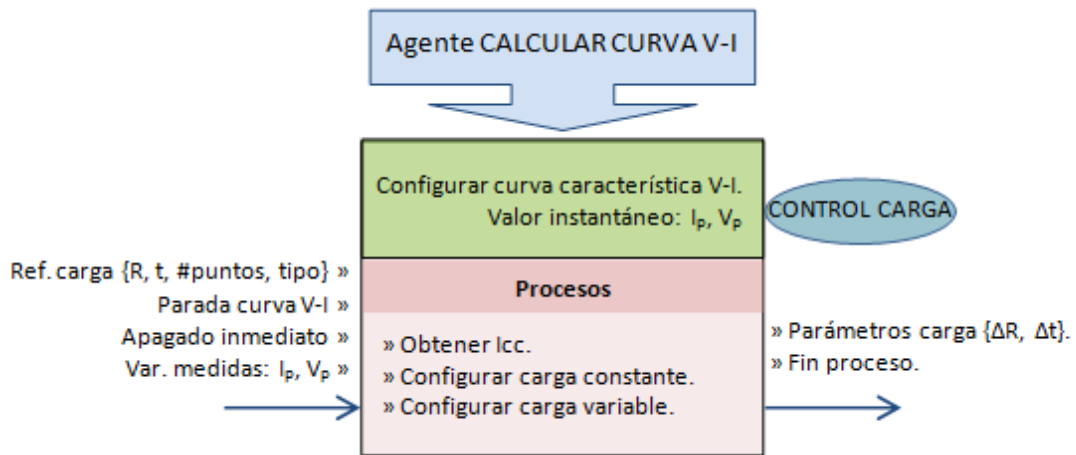 Agente CALCULAR CURVA V-I
Configurar curva característica V-I.
Valor instantáneo: Iₚ, Vₚ
CONTROL CARGA
Ref. carga {R, t, #puntos, tipo} »
Parada curva V-I »
Apagado inmediato »
Var. medidas: Iₚ, Vₚ »
Procesos
» Obtener Icc.
» Configurar carga constante.
» Configurar carga variable.
» Parámetros carga {ΔR, Δt}.
» Fin proceso.